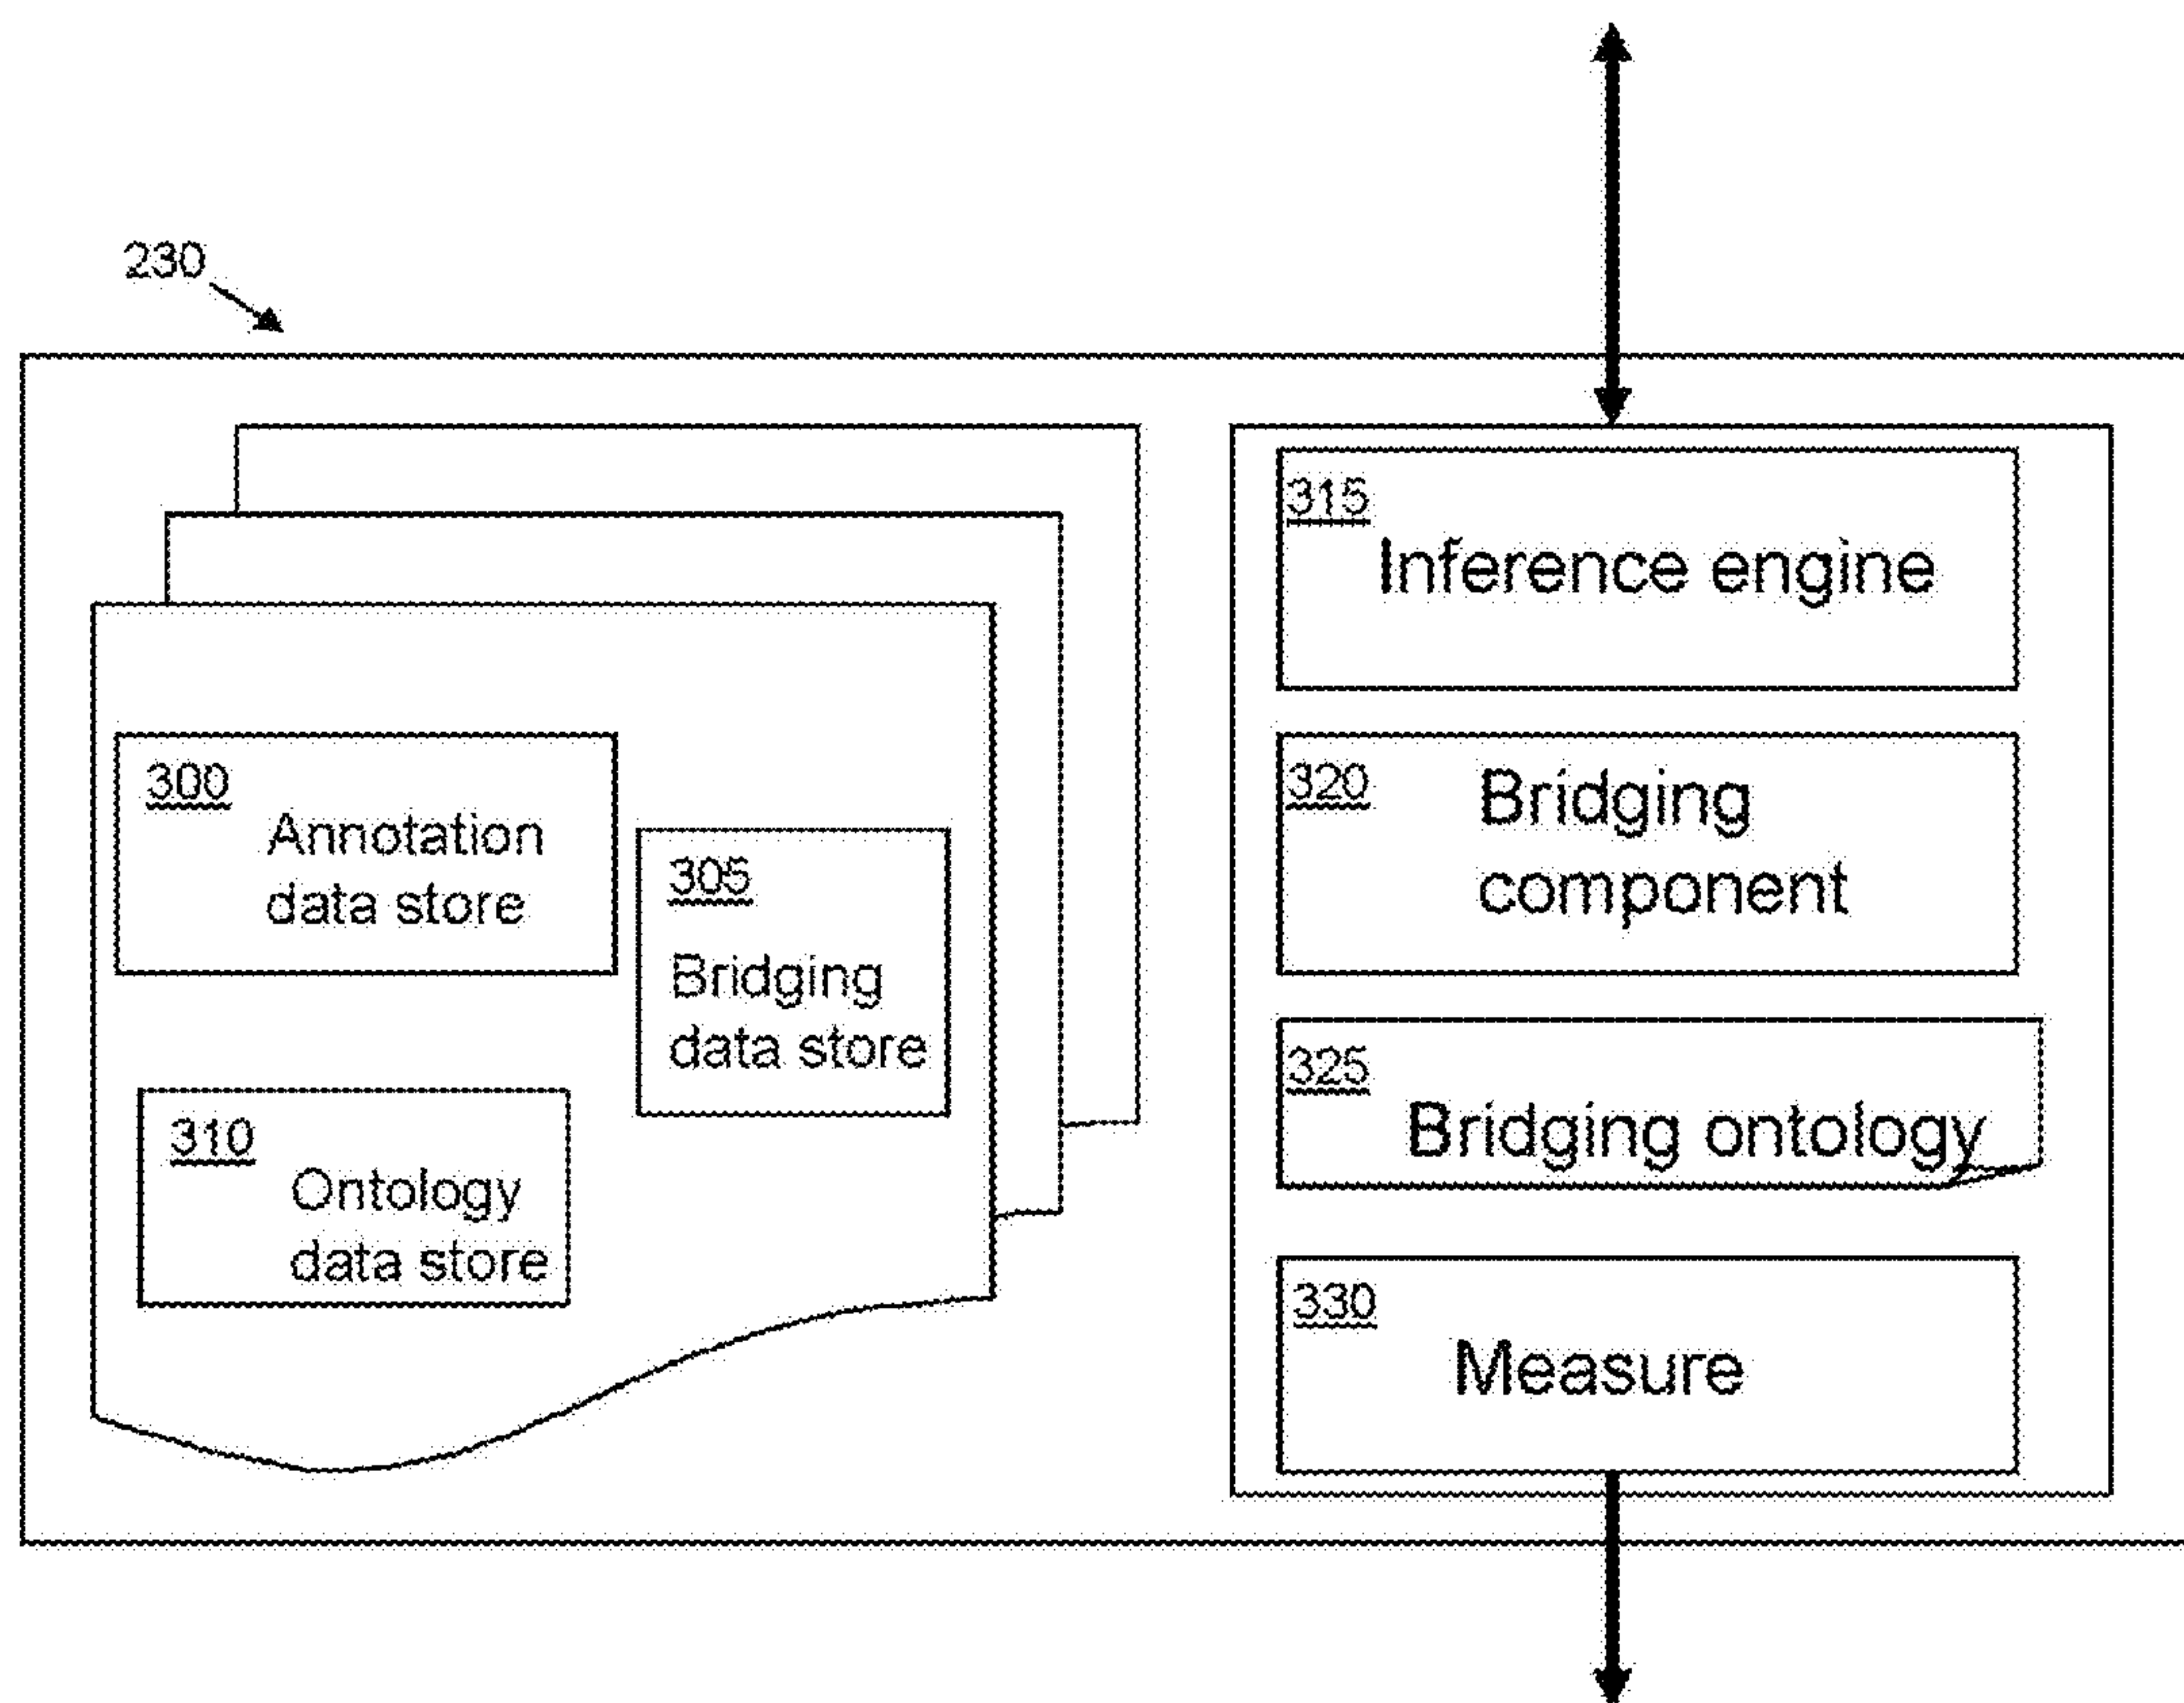 230
300
Annotation
data store
305
Bridging
data store
310
Ontology
data store
315
Inference engine
320
Bridging
component
325
Bridging ontology
330
Measure